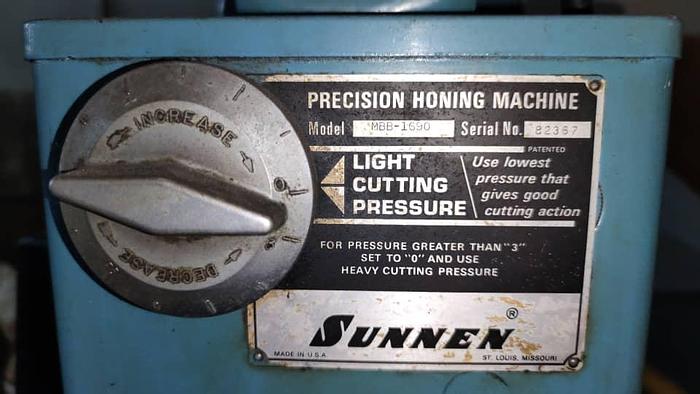 INCREASE
DECREASE
0
PRECISION HONING MACHINE
Model MBB-1690 Serial No. 82367
PATENTED
LIGHT
CUTTING
PRESSURE
Use lowest
pressure that
gives good
cutting action
FOR PRESSURE GREATER THAN "3"
SET TO "0" AND USE
HEAVY CUTTING PRESSURE
SUNNEN®
MADE IN U.S.A ST. LOUIS, MISSOURI